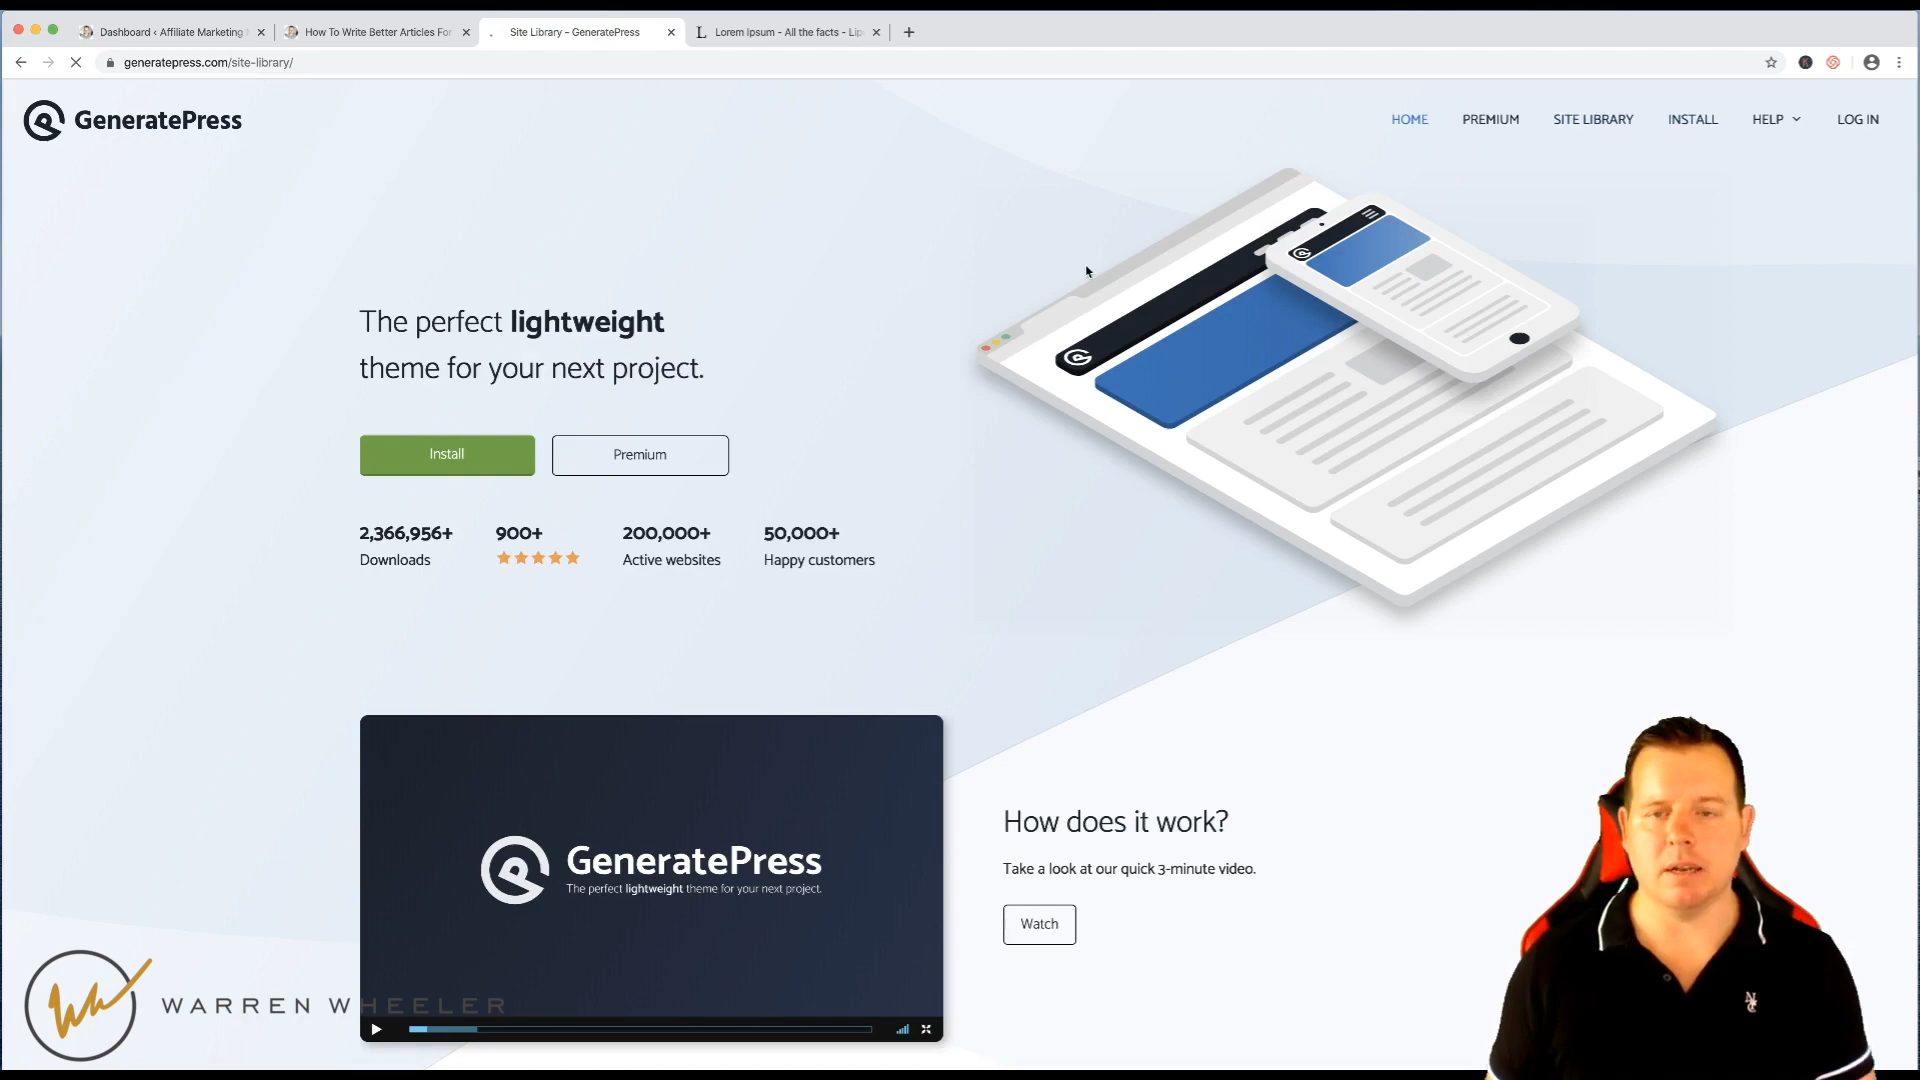 Dashboard ‹ Affiliate Marketing
How To Write Better Articles For
Site Library – GeneratePress
Lorem Ipsum - All the facts - Lip
generatepress.com/site-library/
GeneratePress
HOME
PREMIUM
SITE LIBRARY
INSTALL
HELP
LOG IN
The perfect lightweight
theme for your next project.
Install
Premium
2,366,956+
Downloads
900+
200,000+
Active websites
50,000+
Happy customers
GeneratePress
The perfect lightweight theme for your next project.
How does it work?
Take a look at our quick 3-minute video.
Watch
WARREN WHEELER